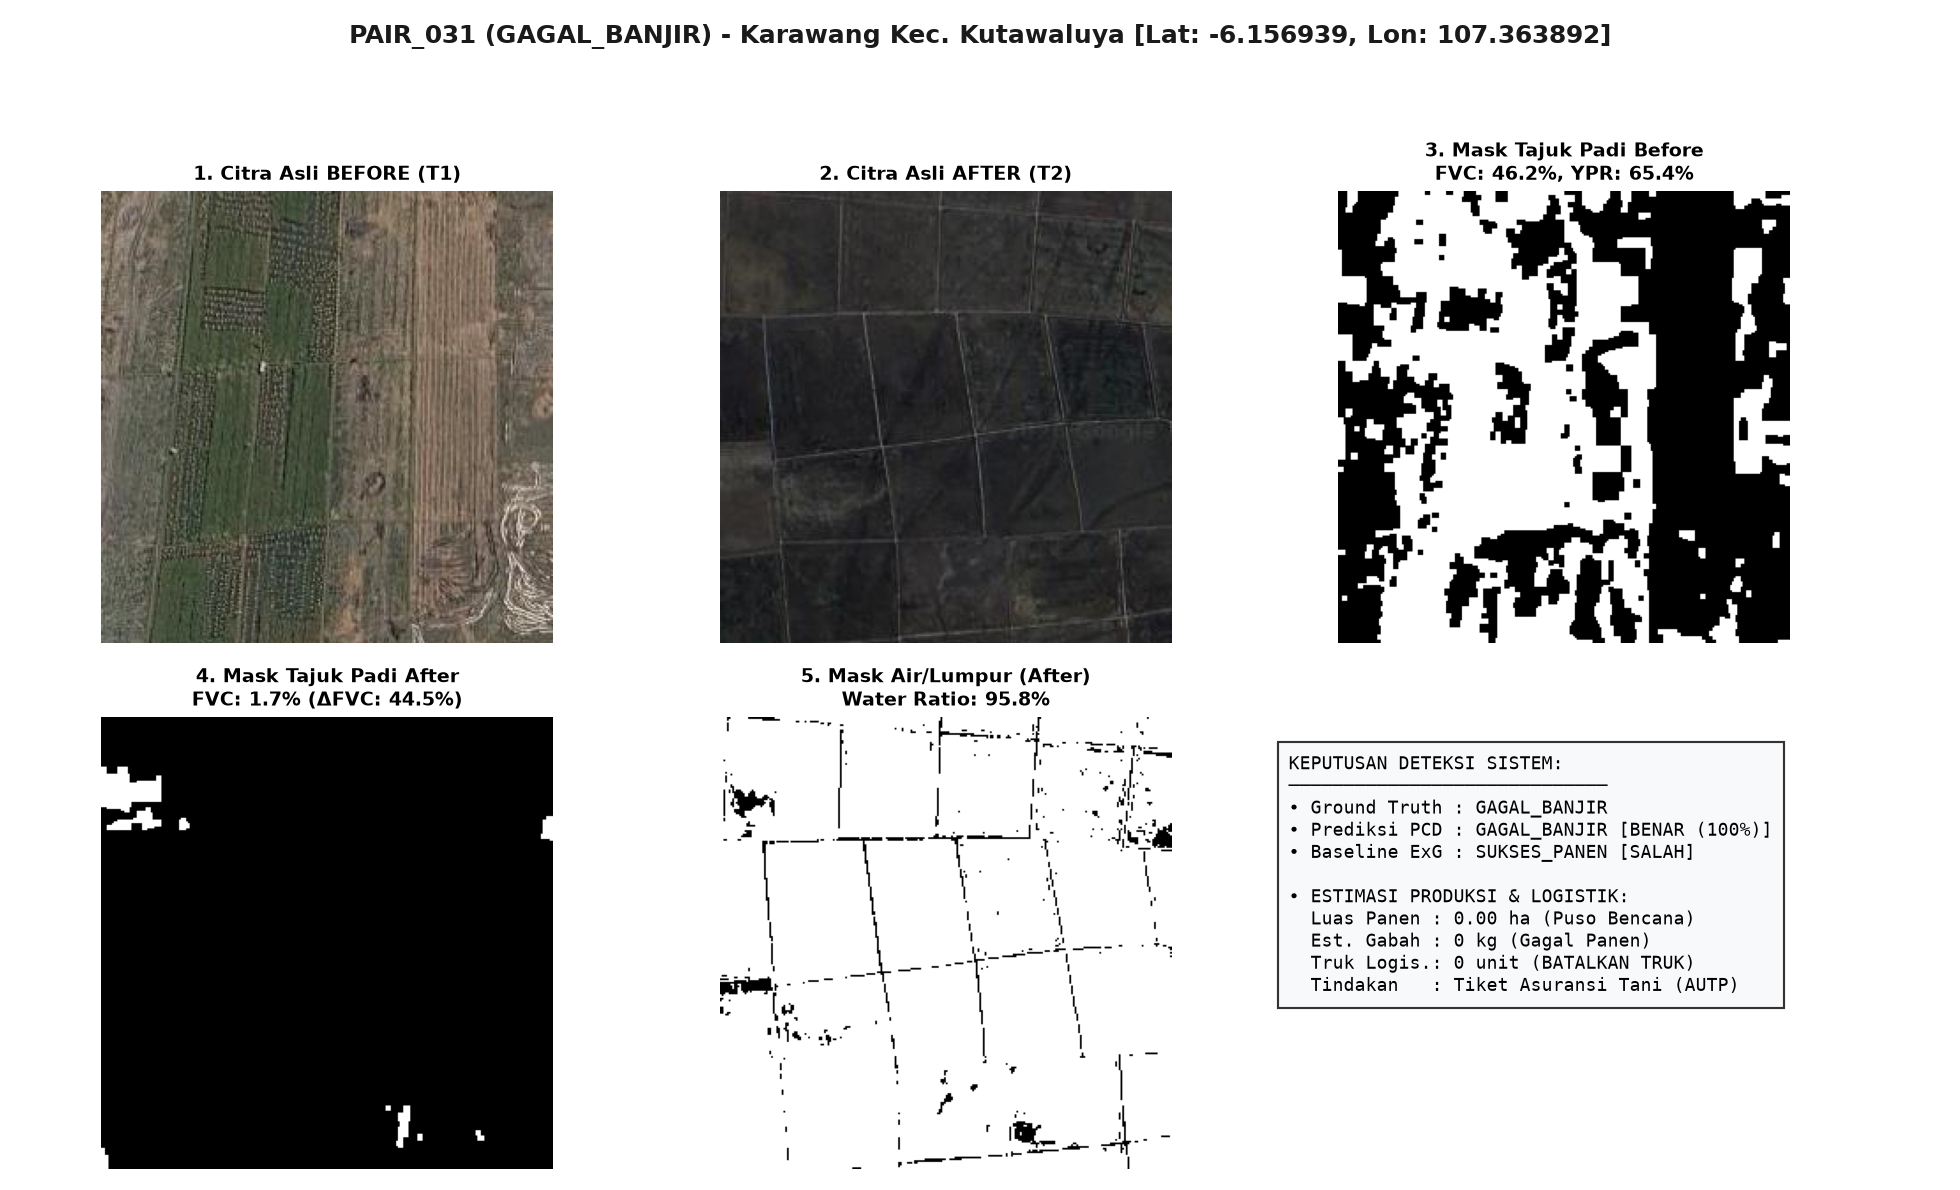 PAIR_031 (GAGAL_BANJIR) - Karawang Kec. Kutawaluya [Lat: -6.156939, Lon: 107.363892]
1. Citra Asli BEFORE (T1)
2. Citra Asli AFTER (T2)
3. Mask Tajuk Padi Before
FVC: 46.2%, YPR: 65.4%
4. Mask Tajuk Padi After
FVC: 1.7% (ΔFVC: 44.5%)
5. Mask Air/Lumpur (After)
Water Ratio: 95.8%
KEPUTUSAN DETEKSI SISTEM:
• Ground Truth : GAGAL_BANJIR
• Prediksi PCD : GAGAL_BANJIR [BENAR (100%)]
• Baseline ExG : SUKSES_PANEN [SALAH]
• ESTIMASI PRODUKSI & LOGISTIK:
Luas Panen : 0.00 ha (Puso Bencana)
Est. Gabah : 0 kg (Gagal Panen)
Truk Logis.: 0 unit (BATALKAN TRUK)
Tindakan   : Tiket Asuransi Tani (AUTP)